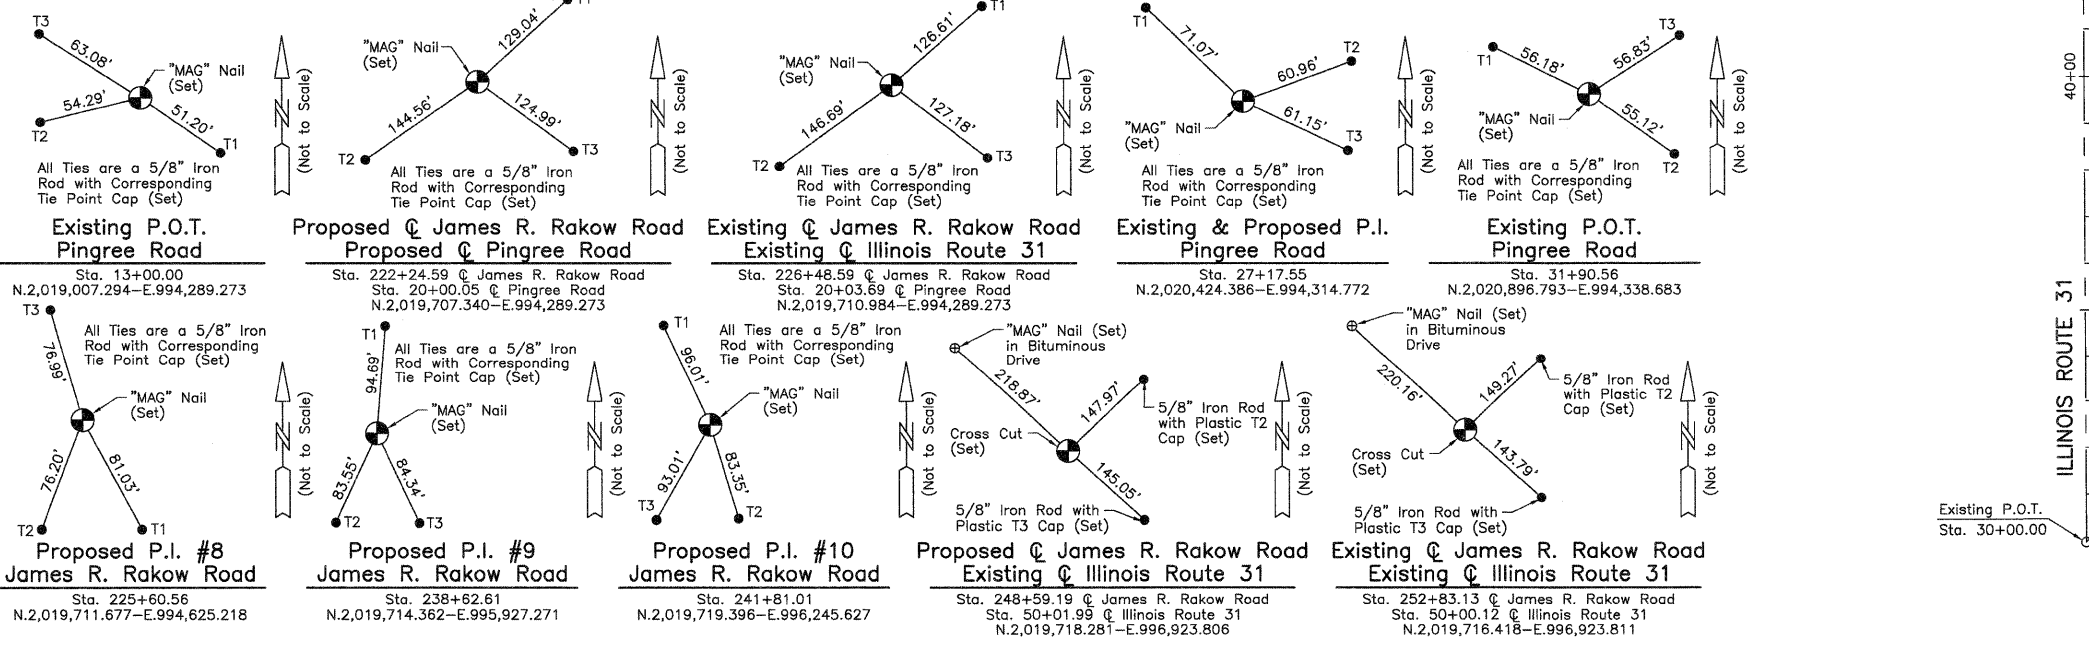 T3
63.08'
"MAG" Nail
(Set)
54.29'
T2
51.20'
T1
All Ties are a 5/8" Iron
Rod with Corresponding
Tie Point Cap (Set)
(Not to Scale)
N
Existing P.O.T.
Pingree Road
Sta. 13+00.00
N.2,019,007.294–E.994,289.273
129.04'
"MAG" Nail
(Set)
144.56'
124.99'
T2
T3
All Ties are a 5/8" Iron
Rod with Corresponding
Tie Point Cap (Set)
(Not to Scale)
N
Proposed ℄ James R. Rakow Road
Proposed ℄ Pingree Road
Sta. 222+24.59 ℄ James R. Rakow Road
Sta. 20+00.05 ℄ Pingree Road
N.2,019,707.340–E.994,289.273
T1
126.61'
"MAG" Nail
(Set)
146.69'
127.18'
T2
T3
All Ties are a 5/8" Iron
Rod with Corresponding
Tie Point Cap (Set)
(Not to Scale)
N
Existing ℄ James R. Rakow Road
Existing ℄ Illinois Route 31
Sta. 226+48.59 ℄ James R. Rakow Road
Sta. 20+03.69 ℄ Pingree Road
N.2,019,710.984–E.994,289.273
T1
71.07'
T2
60.96'
61.15'
"MAG" Nail
(Set)
T3
All Ties are a 5/8" Iron
Rod with Corresponding
Tie Point Cap (Set)
(Not to Scale)
N
Existing & Proposed P.I.
Pingree Road
Sta. 27+17.55
N.2,020,424.386–E.994,314.772
T1
56.18'
T3
56.83'
"MAG" Nail
(Set)
55.12'
T2
All Ties are a 5/8" Iron
Rod with Corresponding
Tie Point Cap (Set)
(Not to Scale)
N
Existing P.O.T.
Pingree Road
Sta. 31+90.56
N.2,020,896.793–E.994,338.683
T3
All Ties are a 5/8" Iron
Rod with Corresponding
Tie Point Cap (Set)
76.99'
"MAG" Nail
(Set)
76.20'
81.03'
T2
T1
(Not to Scale)
N
Proposed P.I. #8
James R. Rakow Road
Sta. 225+60.56
N.2,019,711.677–E.994,625.218
T1
All Ties are a 5/8" Iron
Rod with Corresponding
Tie Point Cap (Set)
94.69'
"MAG" Nail
(Set)
83.55'
84.34'
T2
T3
(Not to Scale)
N
Proposed P.I. #9
James R. Rakow Road
Sta. 238+62.61
N.2,019,714.362–E.995,927.271
T1
All Ties are a 5/8" Iron
Rod with Corresponding
Tie Point Cap (Set)
96.01'
"MAG" Nail
(Set)
93.01'
83.35'
T3
T2
(Not to Scale)
N
Proposed P.I. #10
James R. Rakow Road
Sta. 241+81.01
N.2,019,719.396–E.996,245.627
"MAG" Nail (Set)
in Bituminous
Drive
218.87'
147.97'
5/8" Iron Rod
with Plastic T2
Cap (Set)
Cross Cut
(Set)
145.05'
5/8" Iron Rod with
Plastic T3 Cap (Set)
(Not to Scale)
N
Proposed ℄ James R. Rakow Road
Existing ℄ Illinois Route 31
Sta. 248+59.19 ℄ James R. Rakow Road
Sta. 50+01.99 ℄ Illinois Route 31
N.2,019,718.281–E.996,923.806
"MAG" Nail (Set)
in Bituminous
Drive
220.16'
149.27'
5/8" Iron Rod
with Plastic T2
Cap (Set)
Cross Cut
(Set)
143.79'
5/8" Iron Rod with
Plastic T3 Cap (Set)
(Not to Scale)
N
Existing ℄ James R. Rakow Road
Existing ℄ Illinois Route 31
Sta. 252+83.13 ℄ James R. Rakow Road
Sta. 50+00.12 ℄ Illinois Route 31
N.2,019,716.418–E.996,923.811
40+00
ILLINOIS ROUTE 31
Existing P.O.T.
Sta. 30+00.00